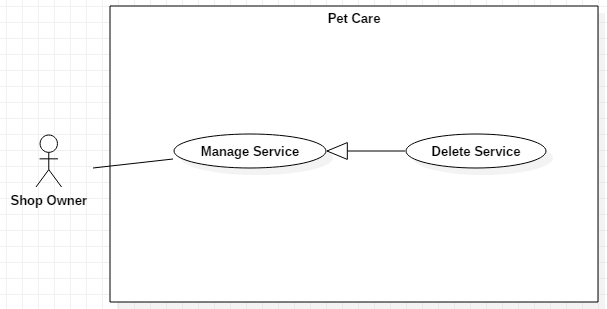 Pet Care
Manage Service
Delete Service
Shop Owner